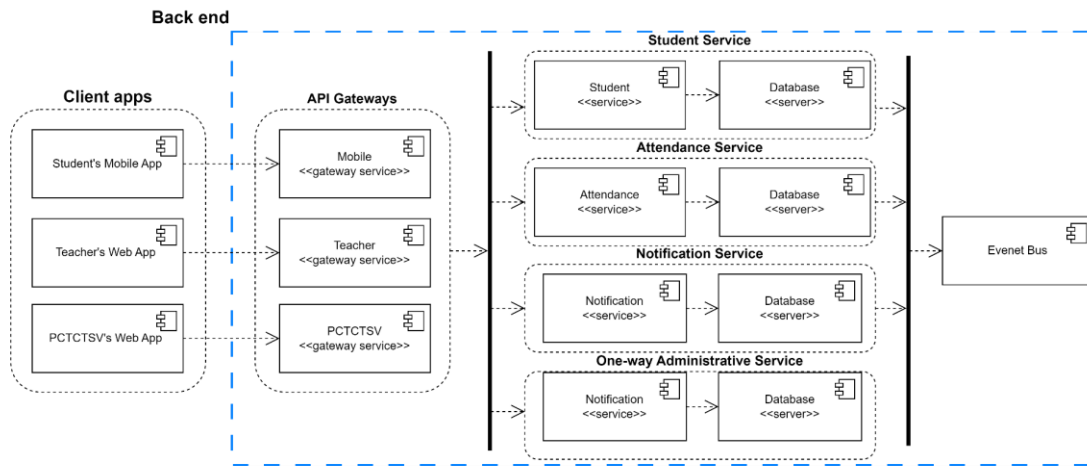 Back end
Client apps
Student's Mobile App
Teacher's Web App
PCTCTSV's Web App
API Gateways
Mobile
<<gateway service>>
Teacher
<<gateway service>>
PCTCTSV
<<gateway service>>
Student Service
Student
<<service>>
Database
<<server>>
Attendance Service
Attendance
<<service>>
Database
<<server>>
Notification Service
Notification
<<service>>
Database
<<server>>
One-way Administrative Service
Notification
<<service>>
Database
<<server>>
Evenet Bus